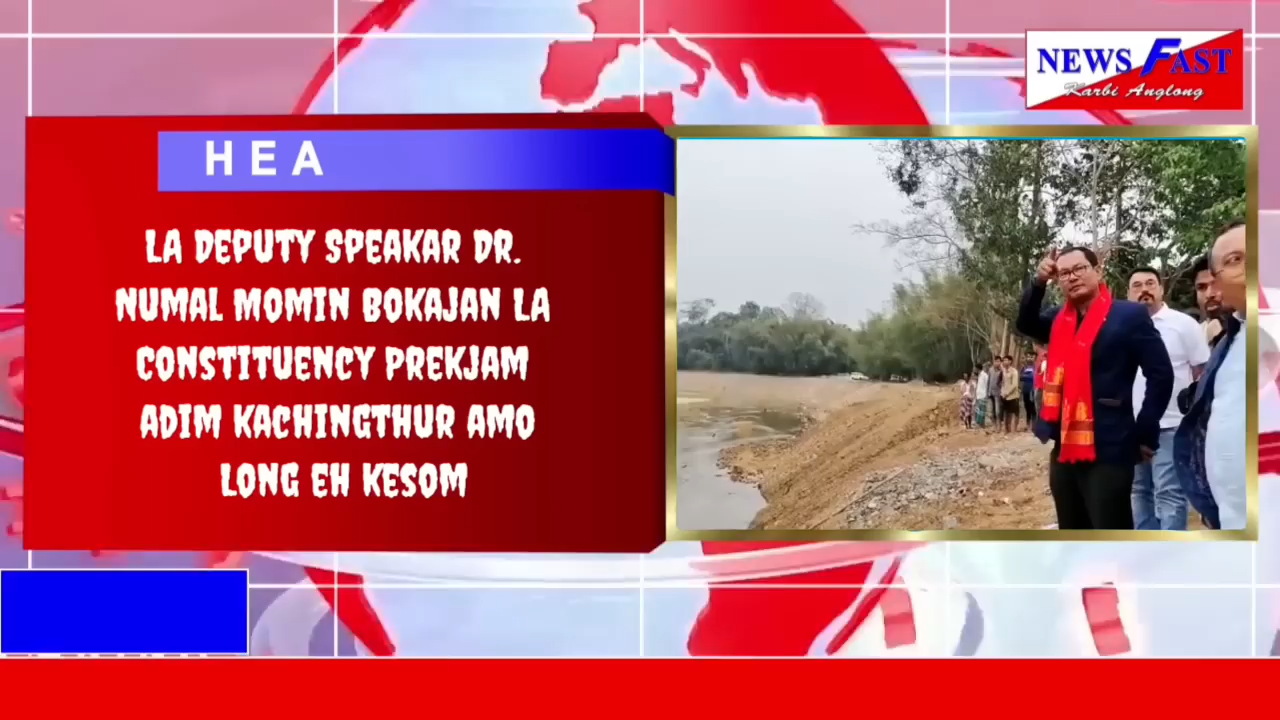 NEWS FAST
Karbi Anglong
HEA
LA DEPUTY SPEAKAR DR.
NUMAL MOMIN BOKAJAN LA
CONSTITUENCY PREKJAM
ADIM KACHINGTHUR AMO
LONG EH KESOM